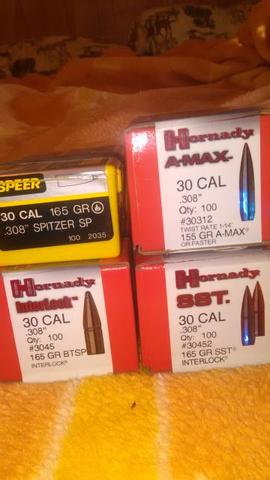 SPEER
30 CAL 165 GR
.308" SPITZER SP
100 2035
Hornady
A-MAX
30 CAL
.308"
Qty: 100
#30312
TWIST RATE 1-14"
155 GR A-MAX®
OR FASTER
Hornady
InterLock™
30 CAL
.308"
Qty: 100
#3045
165 GR BTSP
INTERLOCK®
Hornady
SST.
30 CAL
.308"
Qty: 100
#30452
165 GR SST®
INTERLOCK®